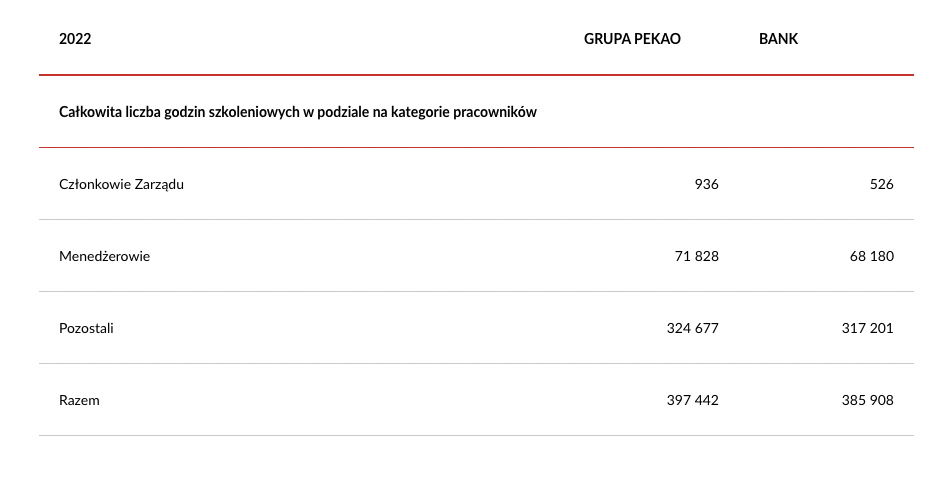 2022 GRUPA PEKAO BANK
Całkowita liczba godzin szkoleniowych w podziale na kategorie pracowników
Członkowie Zarządu 936 526
Menedżerowie 71 828 68 180
Pozostali 324 677 317 201
Razem 397 442 385 908